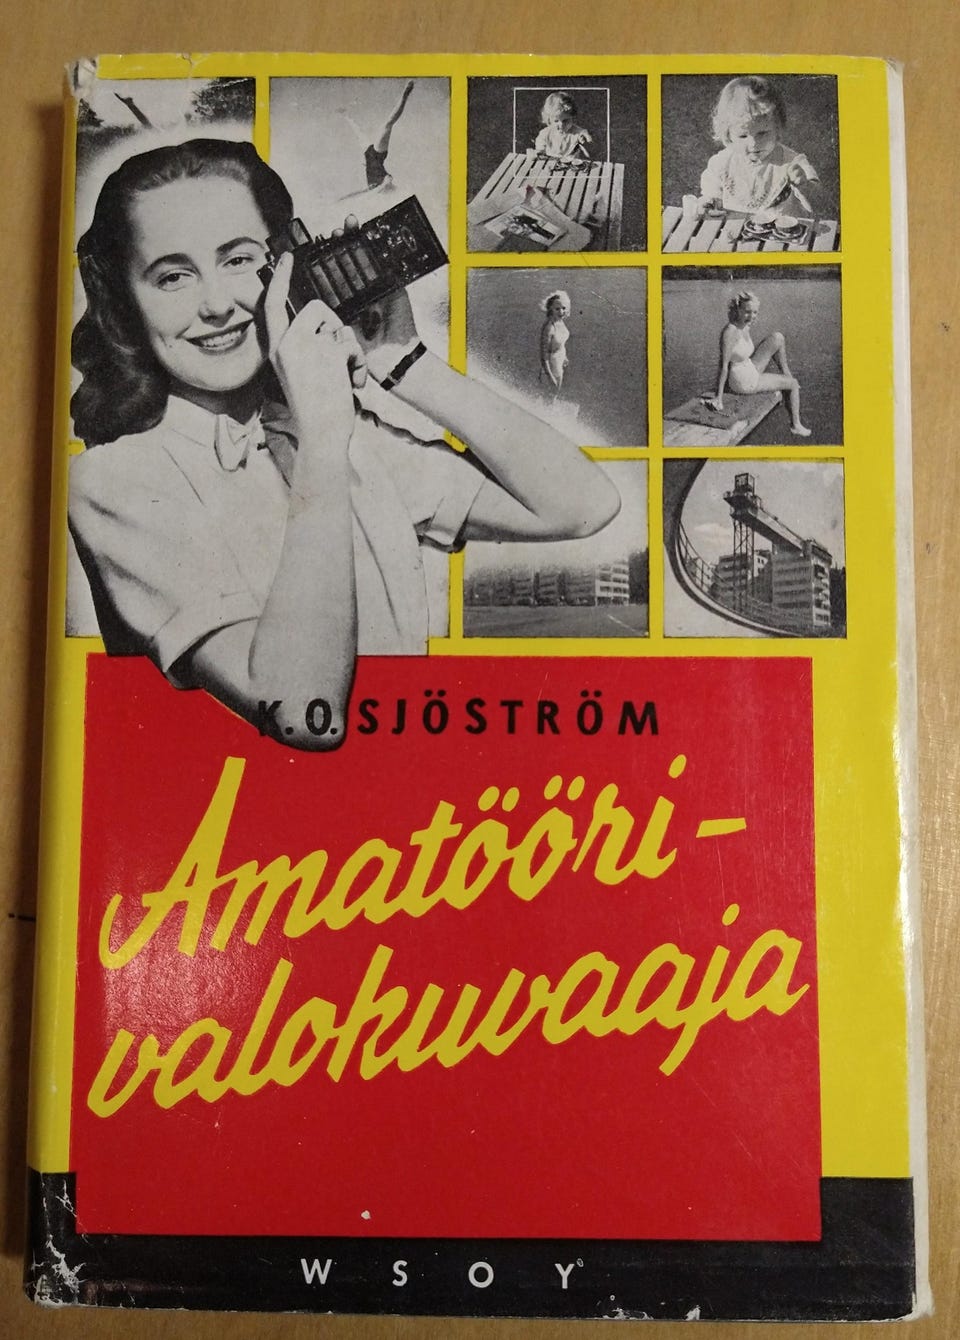 K.O. SJÖSTRÖM
Amatööri-
valokuvaaja
WSOY